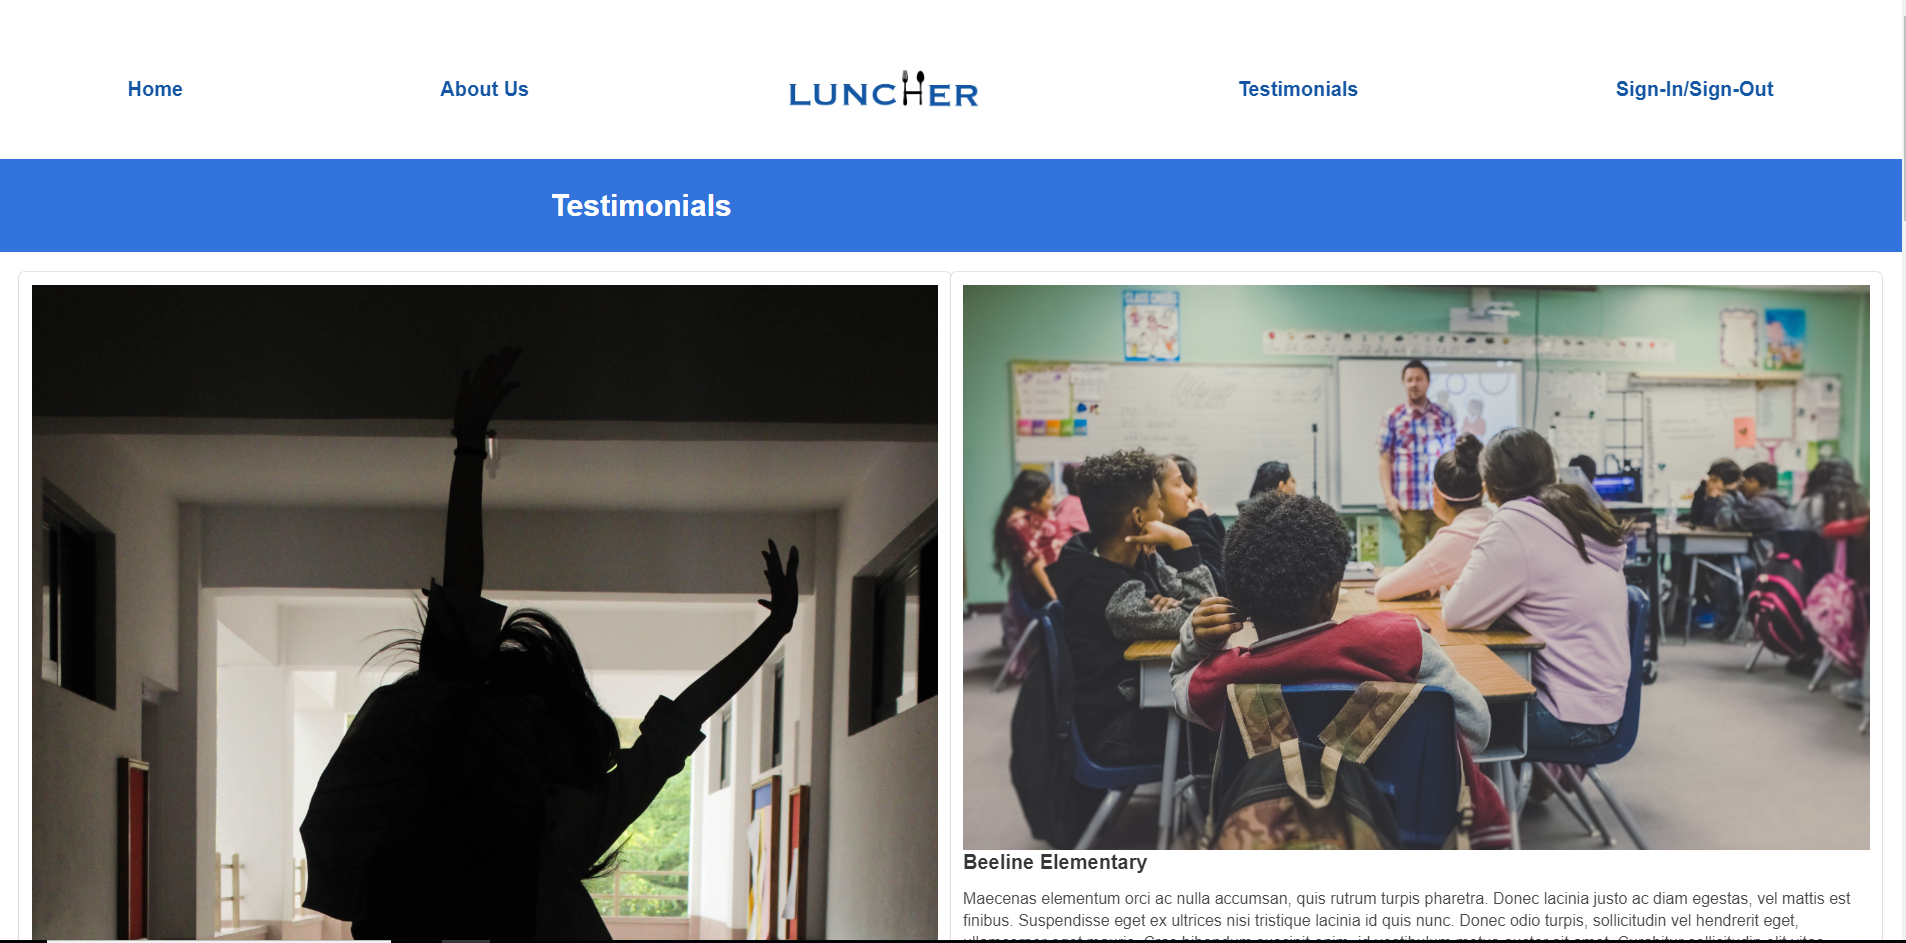 Home
About Us
LUNCHER
Testimonials
Sign-In/Sign-Out
Testimonials
CLASS CREED
Beeline Elementary
Maecenas elementum orci ac nulla accumsan, quis rutrum turpis pharetra. Donec lacinia justo ac diam egestas, vel mattis est
finibus. Suspendisse eget ex ultrices nisi tristique lacinia id quis nunc. Donec odio turpis, sollicitudin vel hendrerit eget,